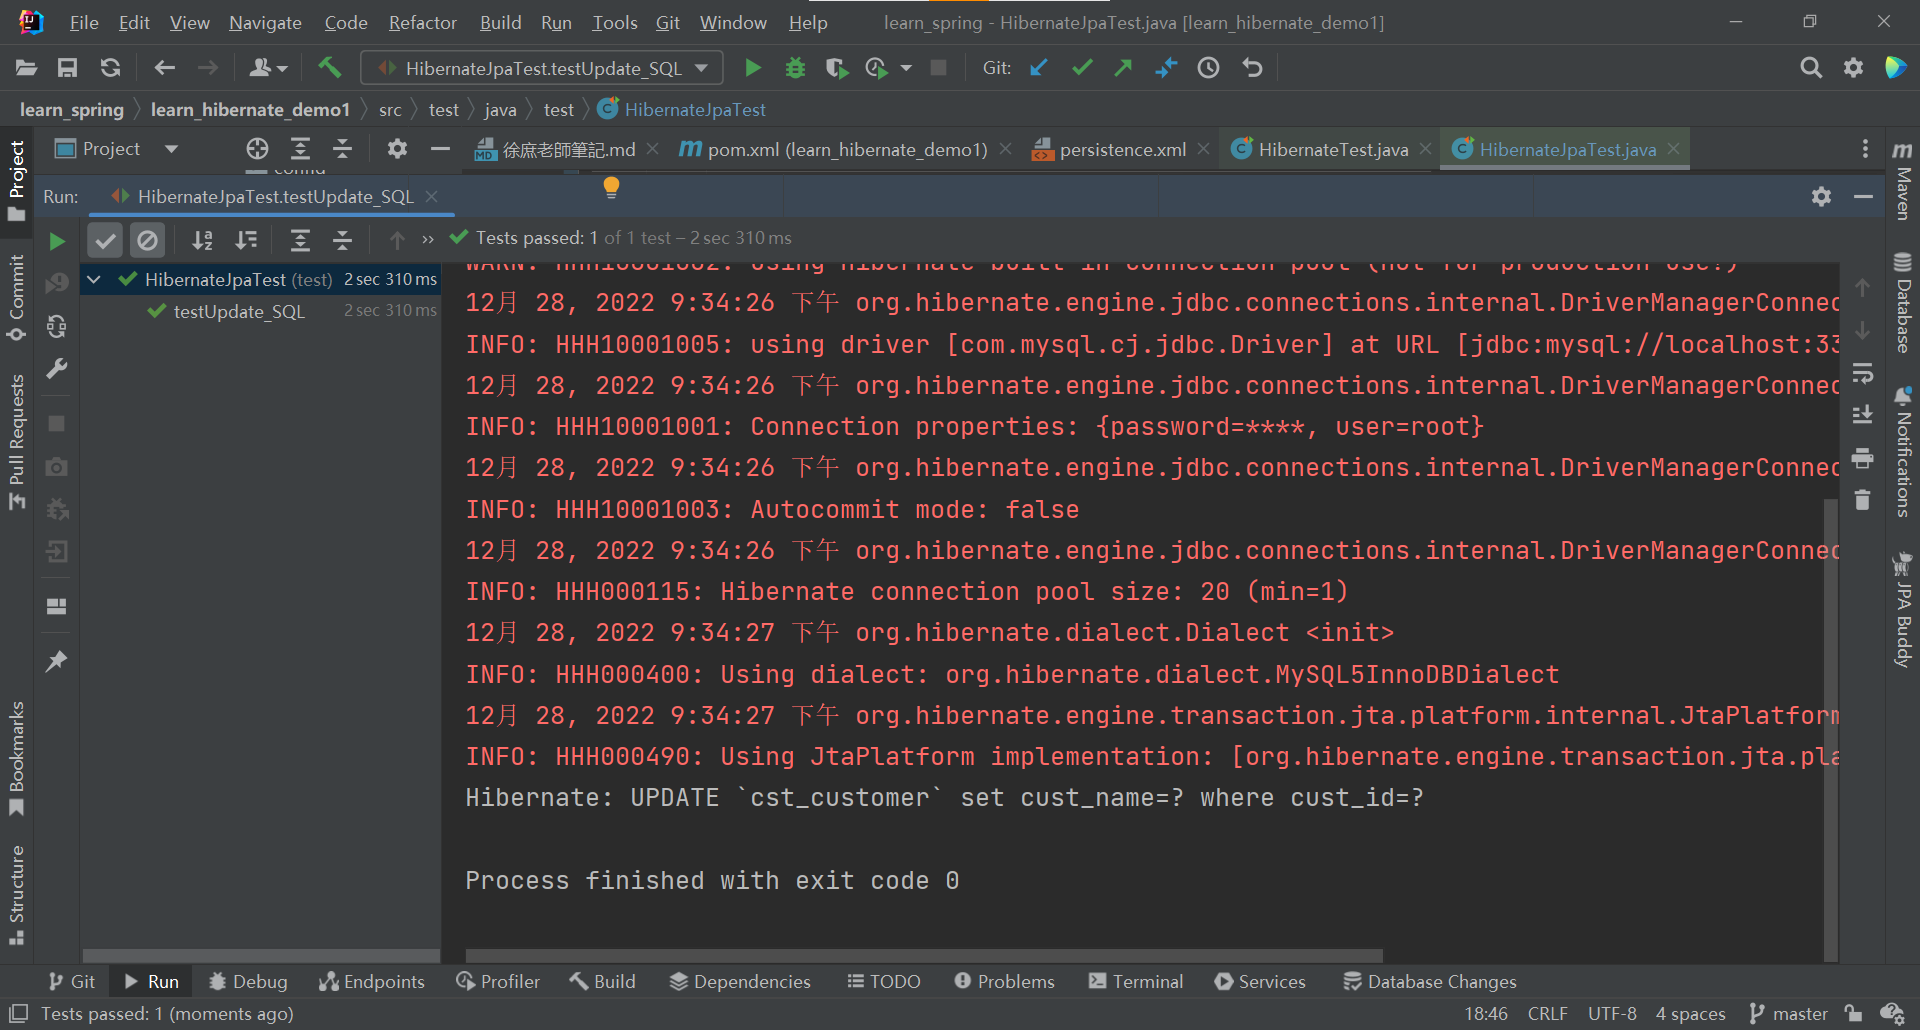 File Edit View Navigate Code Refactor Build Run Tools Git Window Help learn_spring - HibernateJpaTest.java [learn_hibernate_demo1]
HibernateJpaTest.testUpdate_SQL Git:
learn_spring learn_hibernate_demo1 src test java test HibernateJpaTest
Project 徐庶老師筆記.md pom.xml (learn_hibernate_demo1) persistence.xml HibernateTest.java HibernateJpaTest.java
config
Run: HibernateJpaTest.testUpdate_SQL
Tests passed: 1 of 1 test – 2 sec 310 ms
HibernateJpaTest (test) 2 sec 310 ms
testUpdate_SQL 2 sec 310 ms
WARN: HHH10001002: Using Hibernate built-in connection pool (not for production use!)
12月 28, 2022 9:34:26 下午 org.hibernate.engine.jdbc.connections.internal.DriverManagerConnec
INFO: HHH10001005: using driver [com.mysql.cj.jdbc.Driver] at URL [jdbc:mysql://localhost:33
12月 28, 2022 9:34:26 下午 org.hibernate.engine.jdbc.connections.internal.DriverManagerConnec
INFO: HHH10001001: Connection properties: {password=****, user=root}
12月 28, 2022 9:34:26 下午 org.hibernate.engine.jdbc.connections.internal.DriverManagerConnec
INFO: HHH10001003: Autocommit mode: false
12月 28, 2022 9:34:26 下午 org.hibernate.engine.jdbc.connections.internal.DriverManagerConnec
INFO: HHH000115: Hibernate connection pool size: 20 (min=1)
12月 28, 2022 9:34:27 下午 org.hibernate.dialect.Dialect <init>
INFO: HHH000400: Using dialect: org.hibernate.dialect.MySQL5InnoDBDialect
12月 28, 2022 9:34:27 下午 org.hibernate.engine.transaction.jta.platform.internal.JtaPlatform
INFO: HHH000490: Using JtaPlatform implementation: [org.hibernate.engine.transaction.jta.pla
Hibernate: UPDATE `cst_customer` set cust_name=? where cust_id=?
Process finished with exit code 0
Project
Commit
Pull Requests
Bookmarks
Structure
Maven
Database
Notifications
JPA Buddy
Git Run Debug Endpoints Profiler Build Dependencies TODO Problems Terminal Services Database Changes
Tests passed: 1 (moments ago) 18:46 CRLF UTF-8 4 spaces master